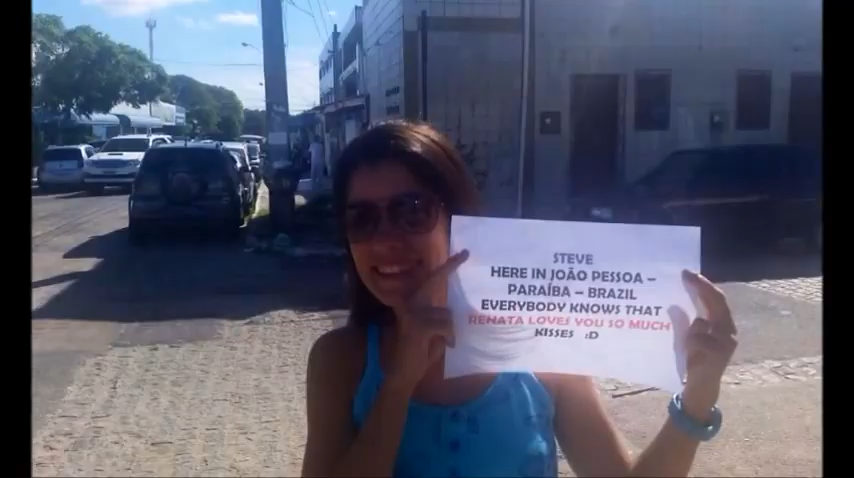 STEVE
HERE IN JOÃO PESSOA –
PARAÍBA – BRAZIL
EVERYBODY KNOWS THAT
RENATA LOVES YOU SO MUCH
KISSES :D